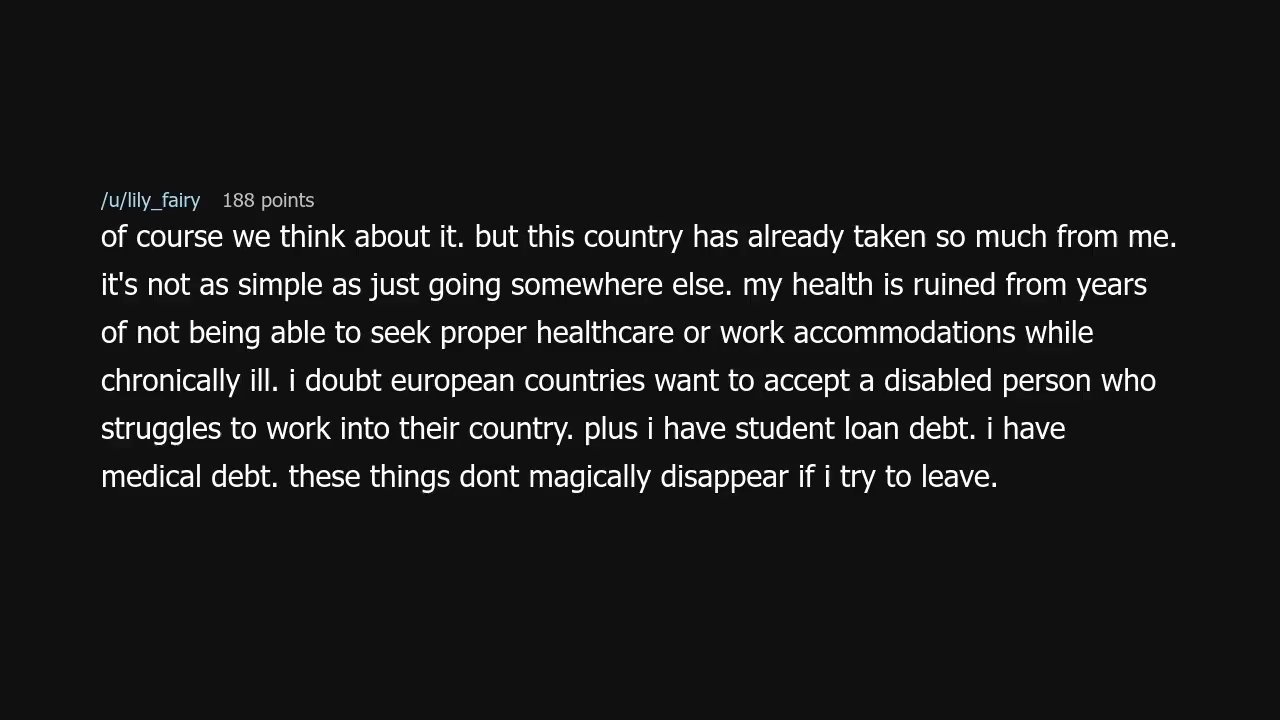 /u/lily_fairy 188 points
of course we think about it. but this country has already taken so much from me.
it's not as simple as just going somewhere else. my health is ruined from years
of not being able to seek proper healthcare or work accommodations while
chronically ill. i doubt european countries want to accept a disabled person who
struggles to work into their country. plus i have student loan debt. i have
medical debt. these things dont magically disappear if i try to leave.